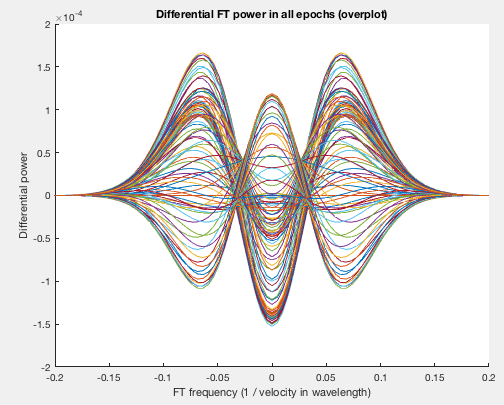 Differential FT power in all epochs (overplot)
×10⁻⁴
2
1.5
1
0.5
0
-0.5
-1
-1.5
-2
Differential power
-0.2 -0.15 -0.1 -0.05 0 0.05 0.1 0.15 0.2
FT frequency (1 / velocity in wavelength)